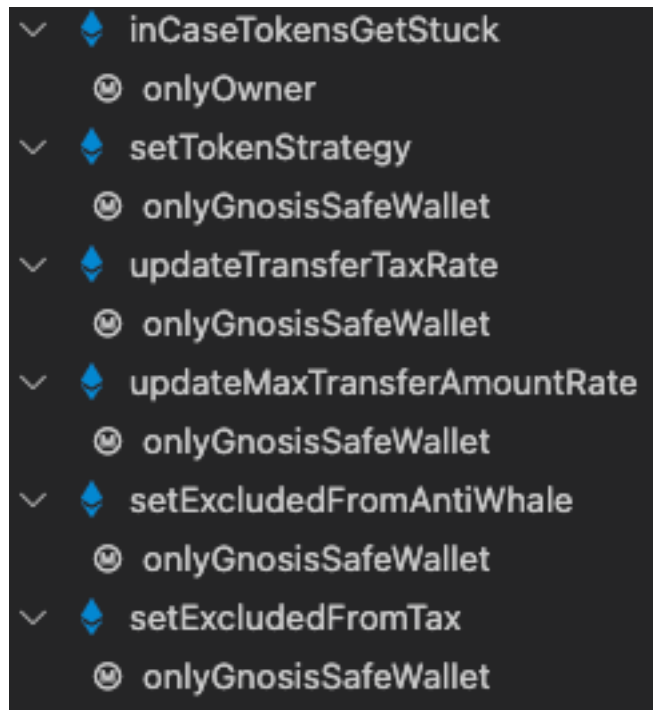 inCaseTokensGetStuck
onlyOwner
setTokenStrategy
onlyGnosisSafeWallet
updateTransferTaxRate
onlyGnosisSafeWallet
updateMaxTransferAmountRate
onlyGnosisSafeWallet
setExcludedFromAntiWhale
onlyGnosisSafeWallet
setExcludedFromTax
onlyGnosisSafeWallet